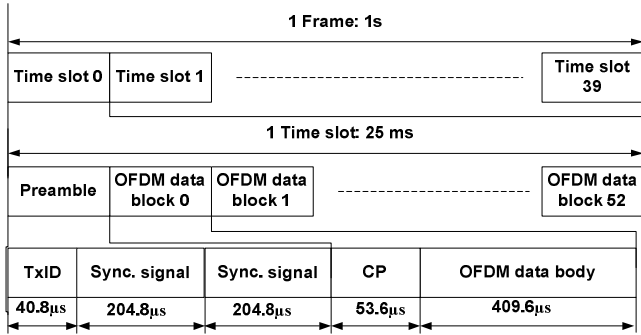 1 Frame: 1s
Time slot 0 Time slot 1 Time slot
39
1 Time slot: 25 ms
Preamble OFDM data
block 0 OFDM data
block 1 OFDM data
block 52
TxID Sync. signal Sync. signal CP OFDM data body
40.8μs 204.8μs 204.8μs 53.6μs 409.6μs